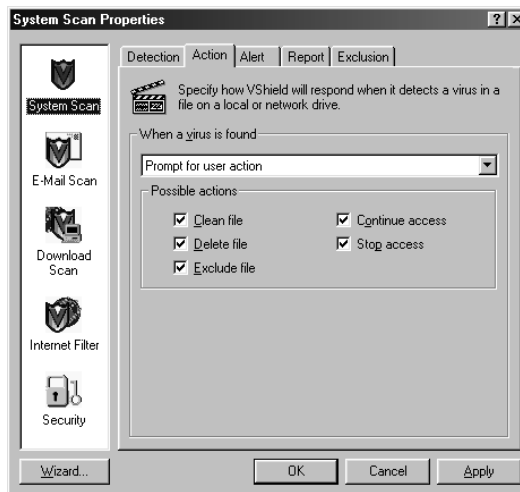 System Scan Properties
System Scan
E-Mail Scan
Download
Scan
Internet Filter
Security
Wizard...
Detection Action Alert Report Exclusion
Specify how VShield will respond when it detects a virus in a
file on a local or network drive.
When a virus is found
Prompt for user action
Possible actions
Clean file
Continue access
Delete file
Stop access
Exclude file
OK Cancel Apply